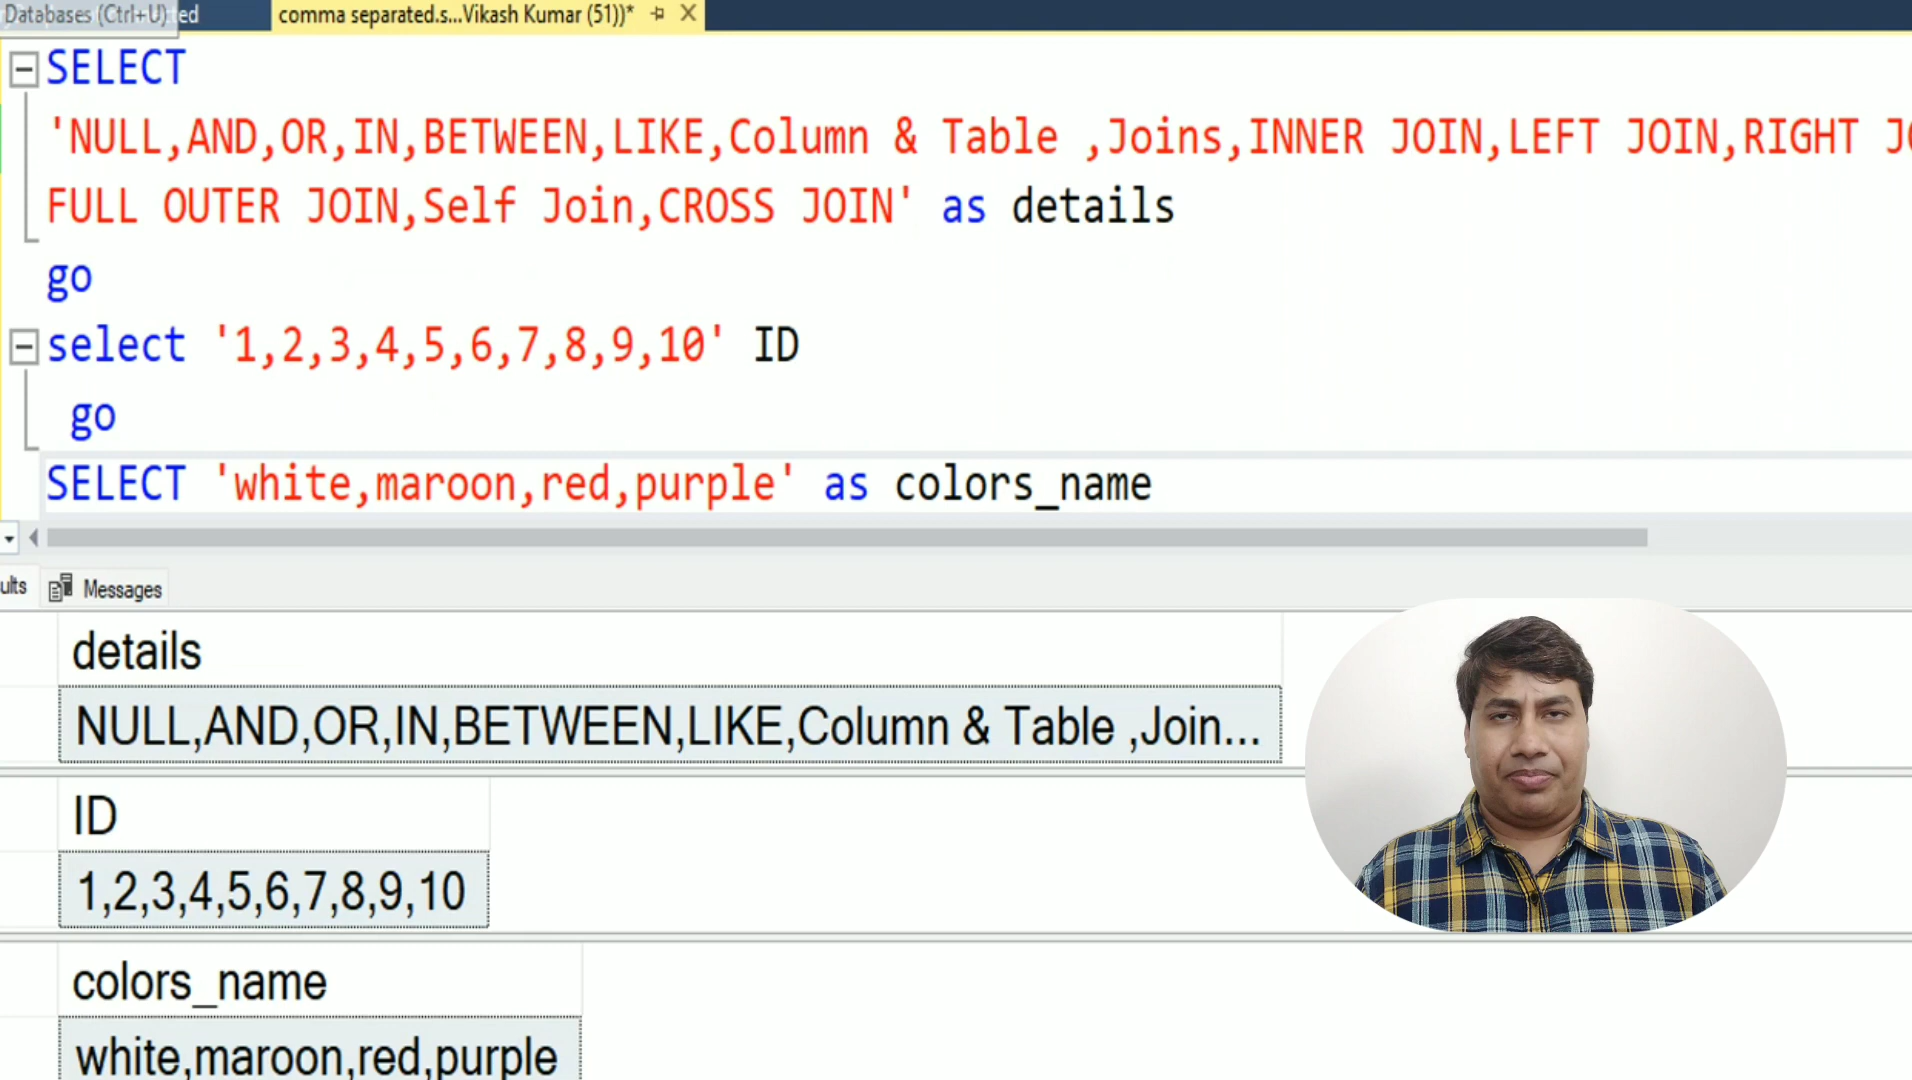 Databases (Ctrl+U)
comma separated.s...Vikash Kumar (51))*
SELECT
'NULL,AND,OR,IN,BETWEEN,LIKE,Column & Table ,Joins,INNER JOIN,LEFT JOIN,RIGHT
FULL OUTER JOIN,Self Join,CROSS JOIN' as details
go
select '1,2,3,4,5,6,7,8,9,10' ID
go
SELECT 'white,maroon,red,purple' as colors_name
ults Messages
details
NULL,AND,OR,IN,BETWEEN,LIKE,Column & Table ,Join...
ID
1,2,3,4,5,6,7,8,9,10
colors_name
white,maroon,red,purple